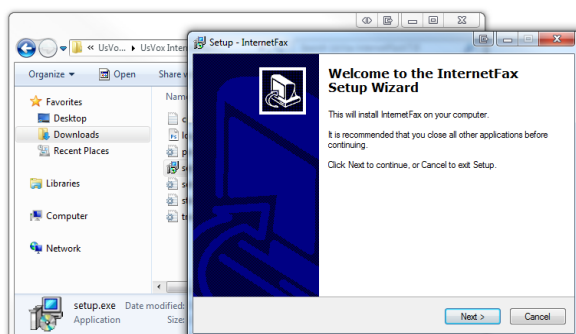 « UsVo... ▸ UsVox Inter
Setup - InternetFax
Organize ▾ Open Share
Favorites
Desktop
Downloads
Recent Places
Libraries
Computer
Network
Welcome to the InternetFax
Setup Wizard
This will install InternetFax on your computer.
It is recommended that you close all other applications before
continuing.
Click Next to continue, or Cancel to exit Setup.
setup.exe Date modified:
Application Size:
Next > Cancel